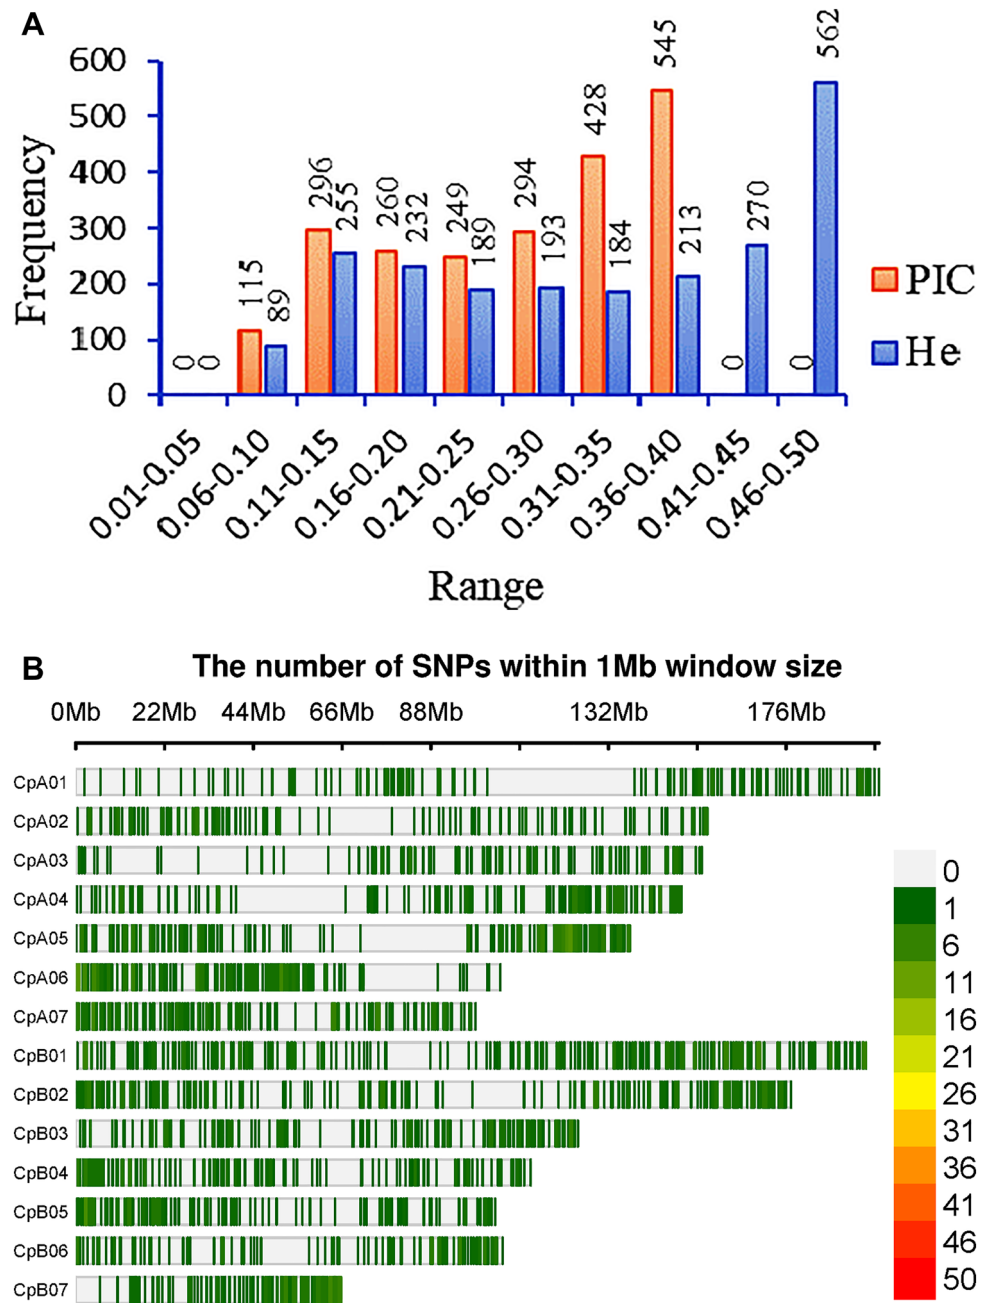 A
Frequency
600
500
400
300
200
100
0
0 0
115 89
296 255
260 232
249 189
294 193
428 184
545 213
0 270
0 562
PIC
He
0.01-0.05
0.06-0.10
0.11-0.15
0.16-0.20
0.21-0.25
0.26-0.30
0.31-0.35
0.36-0.40
0.41-0.45
0.46-0.50
Range
B
The number of SNPs within 1Mb window size
0Mb 22Mb 44Mb 66Mb 88Mb 132Mb 176Mb
CpA01
CpA02
CpA03
CpA04
CpA05
CpA06
CpA07
CpB01
CpB02
CpB03
CpB04
CpB05
CpB06
CpB07
0
1
6
11
16
21
26
31
36
41
46
50